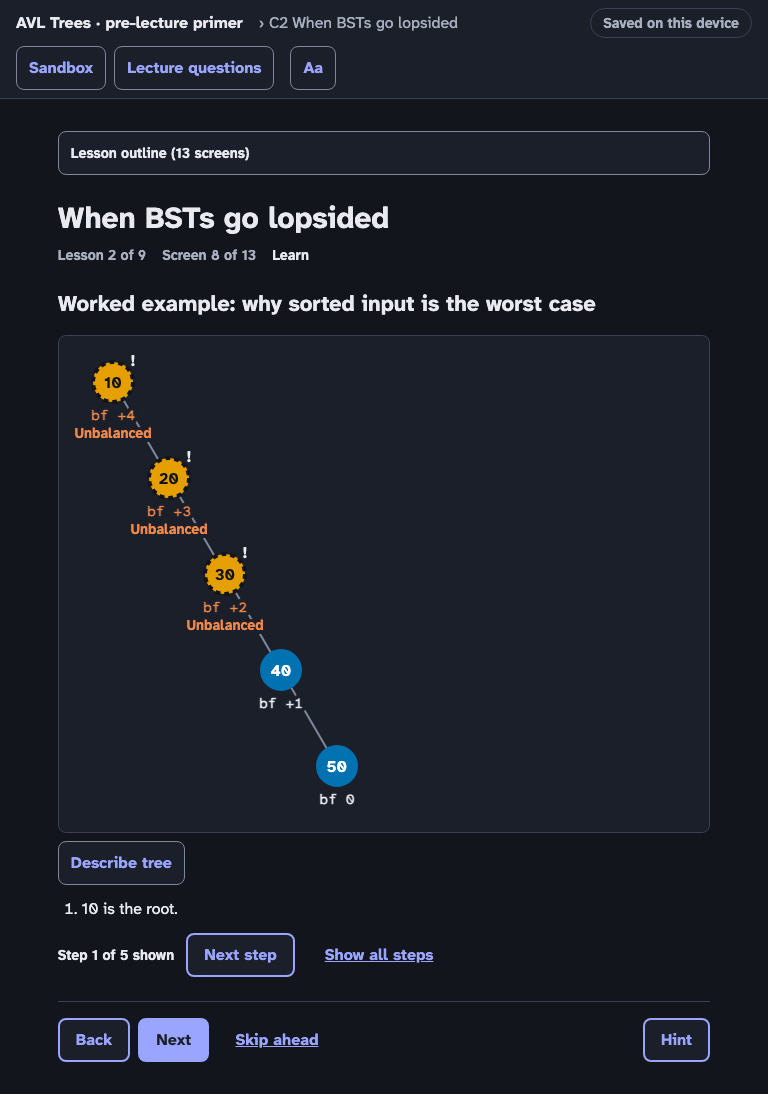 AVL Trees · pre-lecture primer › C2 When BSTs go lopsided Saved on this device
Sandbox Lecture questions Aa
Lesson outline (13 screens)
When BSTs go lopsided
Lesson 2 of 9 Screen 8 of 13 Learn
Worked example: why sorted input is the worst case
!
10
bf +4
Unbalanced
!
20
bf +3
Unbalanced
!
30
bf +2
Unbalanced
40
bf +1
50
bf 0
Describe tree
1. 10 is the root.
Step 1 of 5 shown Next step Show all steps
Back Next Skip ahead Hint